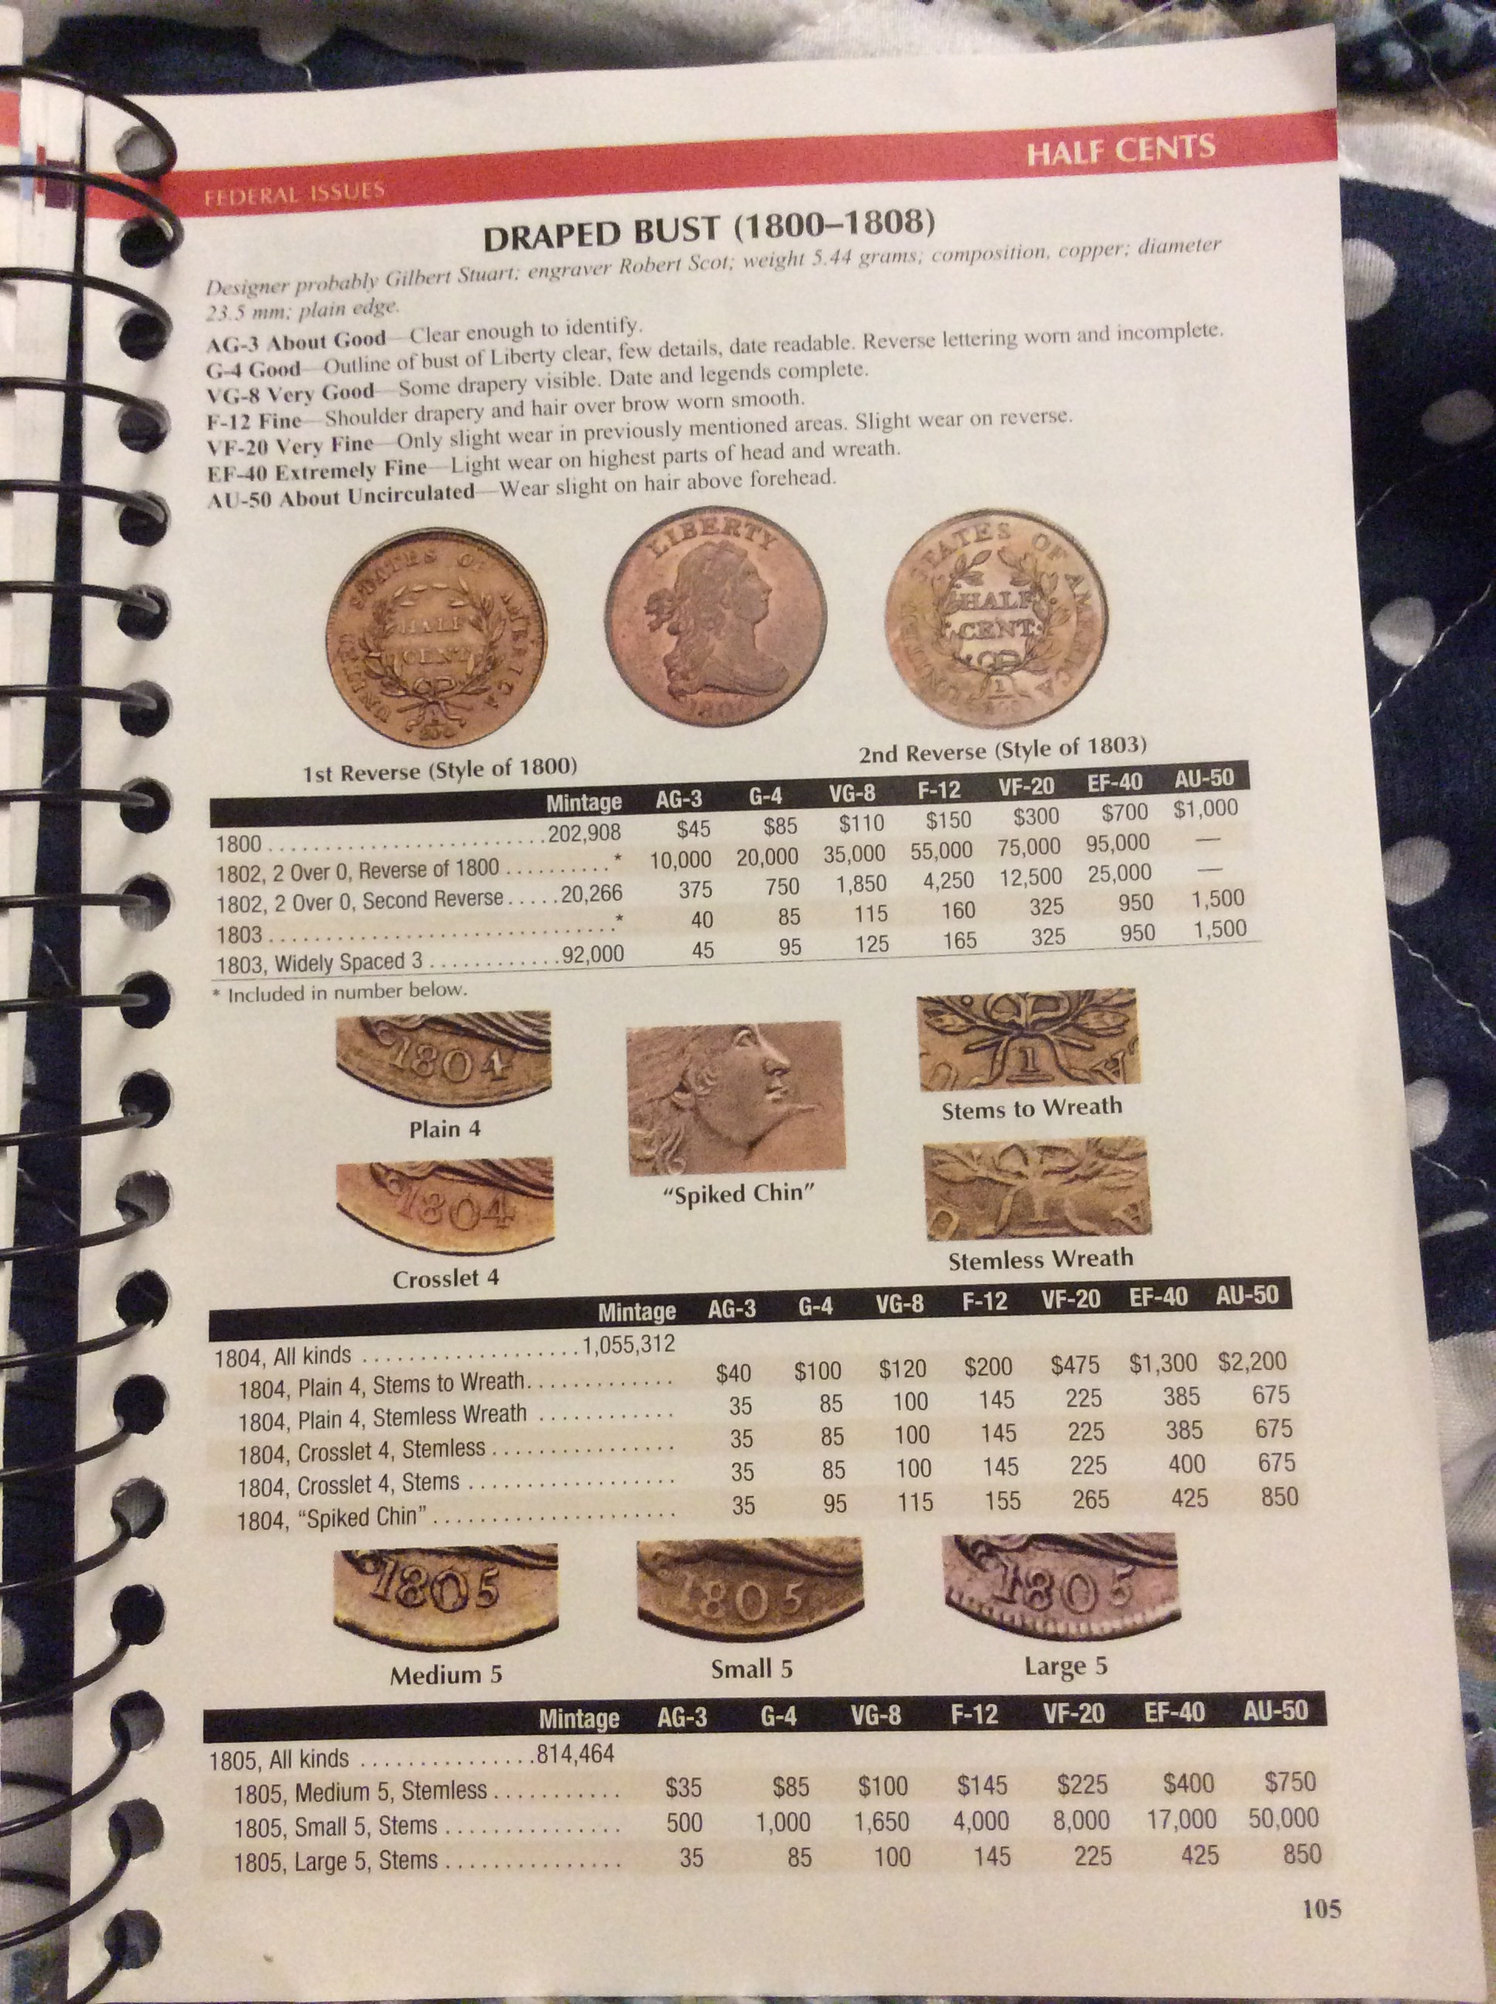 HALF CENTS
FEDERAL ISSUES
DRAPED BUST (1800–1808)
Designer probably Gilbert Stuart; engraver Robert Scot; weight 5.44 grams; composition, copper; diameter
23.5 mm; plain edge.
AG-3 About Good—Clear enough to identify.
G-4 Good—Outline of bust of Liberty clear, few details, date readable. Reverse lettering worn and incomplete.
VG-8 Very Good—Some drapery visible. Date and legends complete.
F-12 Fine—Shoulder drapery and hair over brow worn smooth.
VF-20 Very Fine—Only slight wear in previously mentioned areas. Slight wear on reverse.
EF-40 Extremely Fine—Light wear on highest parts of head and wreath.
AU-50 About Uncirculated—Wear slight on hair above forehead.
UNITED STATES OF AMERICA
HALF
CENT
LIBERTY
UNITED STATES OF AMERICA
HALF
CENT
1
1st Reverse (Style of 1800)
2nd Reverse (Style of 1803)
Mintage AG-3 G-4 VG-8 F-12 VF-20 EF-40 AU-50
1800 . . . . . . . . . . . . . . . . . . . . . . . . . 202,908 $45 $85 $110 $150 $300 $700 $1,000
1802, 2 Over 0, Reverse of 1800 . . . . . . . . . . * 10,000 20,000 35,000 55,000 75,000 95,000 —
1802, 2 Over 0, Second Reverse . . . . . 20,266 375 750 1,850 4,250 12,500 25,000 —
1803 . . . . . . . . . . . . . . . . . . . . . . . . . . . . . . * 40 85 115 160 325 950 1,500
1803, Widely Spaced 3 . . . . . . . . . . . . 92,000 45 95 125 165 325 950 1,500
* Included in number below.
1804
Plain 4
"Spiked Chin"
1
Stems to Wreath
1804
Crosslet 4
1
Stemless Wreath
Mintage AG-3 G-4 VG-8 F-12 VF-20 EF-40 AU-50
1804, All kinds . . . . . . . . . . . . . . . . . . . 1,055,312
1804, Plain 4, Stems to Wreath . . . . . . . . . . . . . $40 $100 $120 $200 $475 $1,300 $2,200
1804, Plain 4, Stemless Wreath . . . . . . . . . . . . 35 85 100 145 225 385 675
1804, Crosslet 4, Stemless . . . . . . . . . . . . . . . . 35 85 100 145 225 385 675
1804, Crosslet 4, Stems . . . . . . . . . . . . . . . . . . 35 85 100 145 225 400 675
1804, "Spiked Chin" . . . . . . . . . . . . . . . . . . . . . 35 95 115 155 265 425 850
1805
1805
1805
Medium 5
Small 5
Large 5
Mintage AG-3 G-4 VG-8 F-12 VF-20 EF-40 AU-50
1805, All kinds . . . . . . . . . . . . . . . 814,464
1805, Medium 5, Stemless . . . . . . . . . . . $35 $85 $100 $145 $225 $400 $750
1805, Small 5, Stems . . . . . . . . . . . . . . . 500 1,000 1,650 4,000 8,000 17,000 50,000
1805, Large 5, Stems . . . . . . . . . . . . . . . 35 85 100 145 225 425 850
105